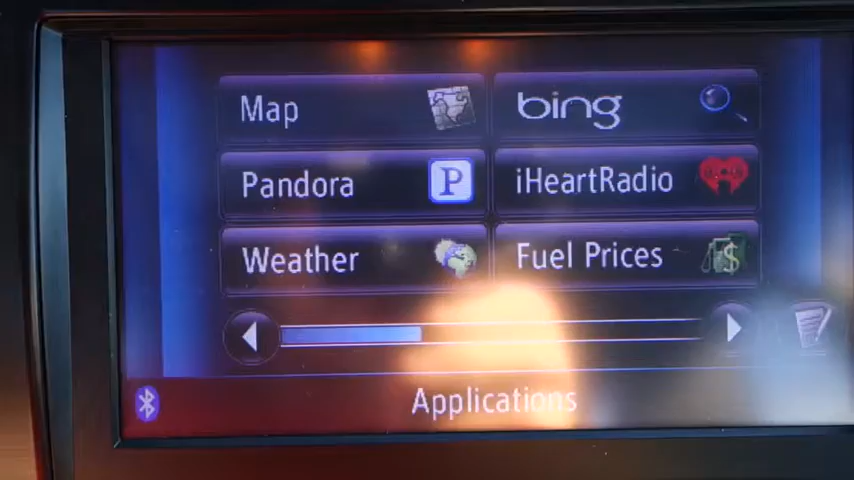 Map
bing
Pandora
P
iHeartRadio
Weather
Fuel Prices
$
Applications